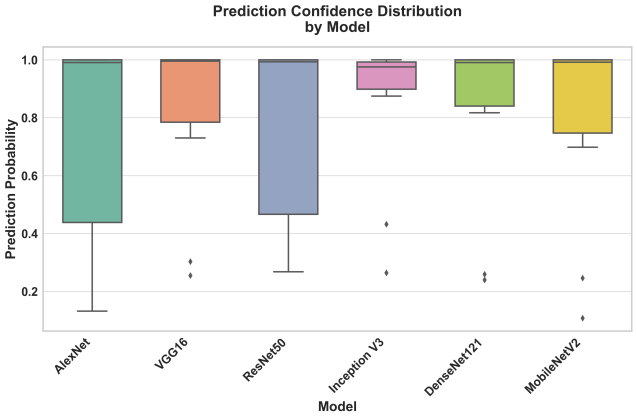 Prediction Confidence Distribution
by Model
Prediction Probability
1.0
0.8
0.6
0.4
0.2
AlexNet
VGG16
ResNet50
Inception V3
DenseNet121
MobileNetV2
Model